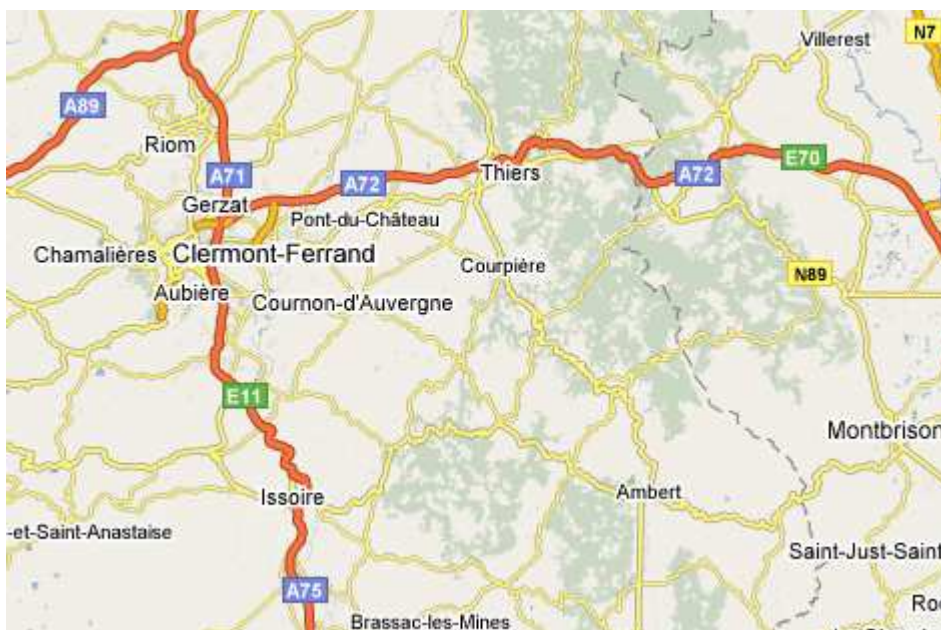 N7
Villerest
A89
Riom
A71
A72
Thiers
A72
E70
Gerzat
Pont-du-Château
Chamalières
Clermont-Ferrand
Courpière
N89
Aubière
Cournon-d'Auvergne
E11
Montbrison
Issoire
Ambert
-et-Saint-Anastaise
Saint-Just-Saint
A75
Ro
Brassac-les-Mines